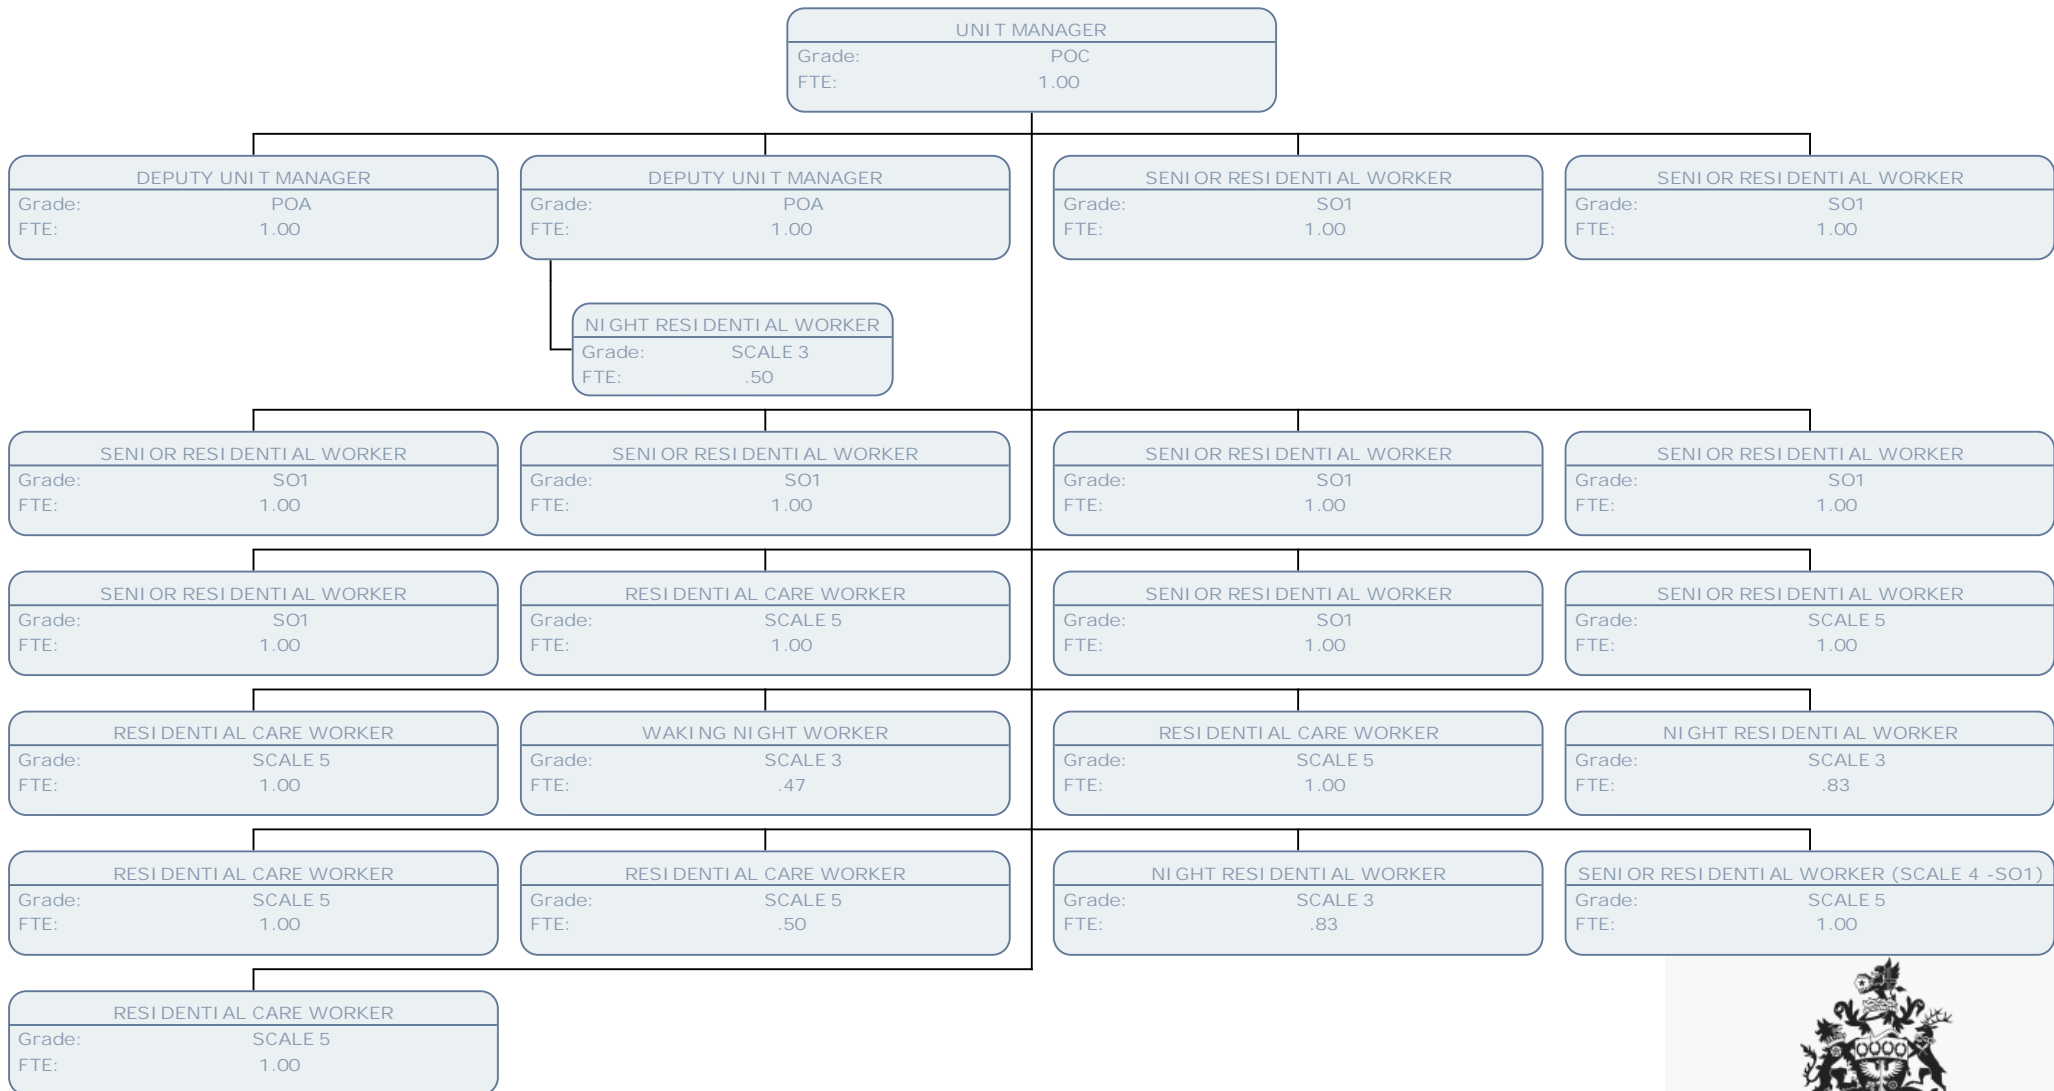 UNIT MANAGER
Grade: POC
FTE: 1.00
DEPUTY UNIT MANAGER
Grade: POA
FTE: 1.00
DEPUTY UNIT MANAGER
Grade: POA
FTE: 1.00
SENIOR RESIDENTIAL WORKER
Grade: SO1
FTE: 1.00
SENIOR RESIDENTIAL WORKER
Grade: SO1
FTE: 1.00
NIGHT RESIDENTIAL WORKER
Grade: SCALE 3
FTE: .50
SENIOR RESIDENTIAL WORKER
Grade: SO1
FTE: 1.00
SENIOR RESIDENTIAL WORKER
Grade: SO1
FTE: 1.00
SENIOR RESIDENTIAL WORKER
Grade: SO1
FTE: 1.00
SENIOR RESIDENTIAL WORKER
Grade: SO1
FTE: 1.00
SENIOR RESIDENTIAL WORKER
Grade: SO1
FTE: 1.00
RESIDENTIAL CARE WORKER
Grade: SCALE 5
FTE: 1.00
SENIOR RESIDENTIAL WORKER
Grade: SO1
FTE: 1.00
SENIOR RESIDENTIAL WORKER
Grade: SCALE 5
FTE: 1.00
RESIDENTIAL CARE WORKER
Grade: SCALE 5
FTE: 1.00
WAKING NIGHT WORKER
Grade: SCALE 3
FTE: .47
RESIDENTIAL CARE WORKER
Grade: SCALE 5
FTE: 1.00
NIGHT RESIDENTIAL WORKER
Grade: SCALE 3
FTE: .83
RESIDENTIAL CARE WORKER
Grade: SCALE 5
FTE: 1.00
RESIDENTIAL CARE WORKER
Grade: SCALE 5
FTE: .50
NIGHT RESIDENTIAL WORKER
Grade: SCALE 3
FTE: .83
SENIOR RESIDENTIAL WORKER (SCALE 4 -SO1)
Grade: SCALE 5
FTE: 1.00
RESIDENTIAL CARE WORKER
Grade: SCALE 5
FTE: 1.00